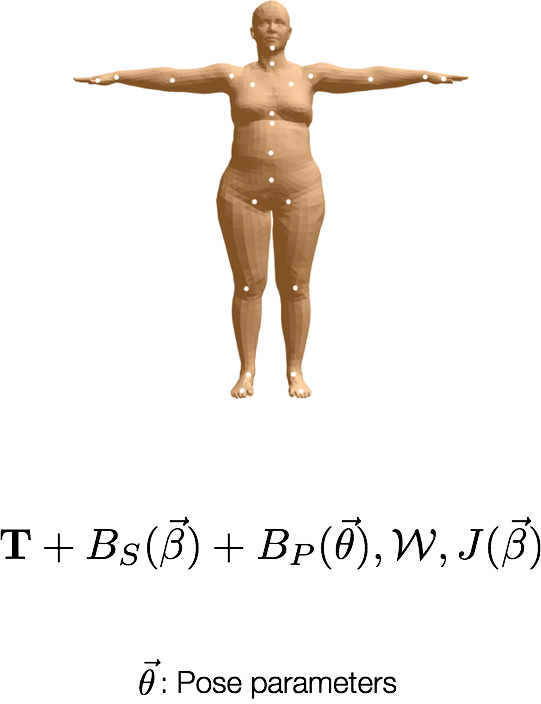 T + B_S(β⃗) + B_P(θ⃗), 𝒲, J(β⃗)
θ⃗ : Pose parameters